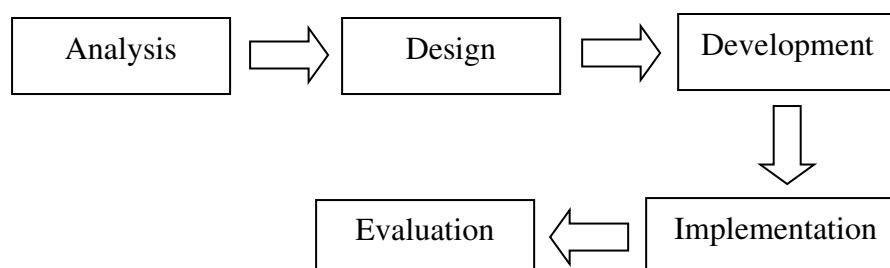 Analysis
Design
Development
Implementation
Evaluation